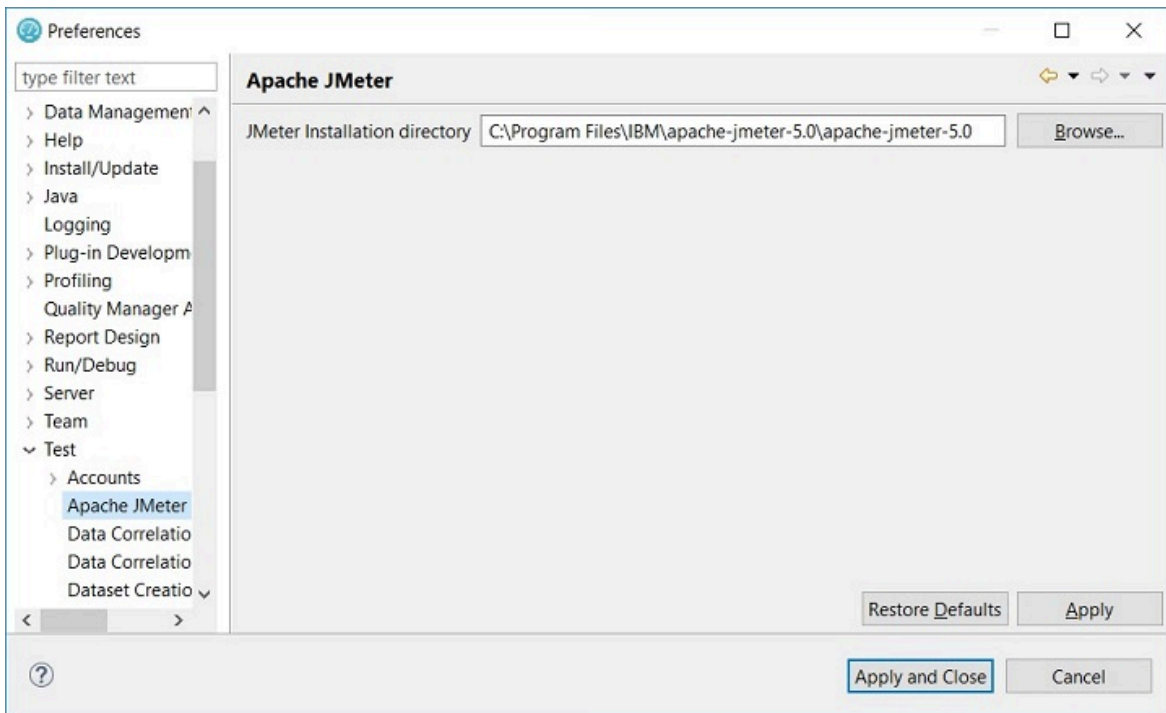 Preferences
type filter text
Data Management
Help
Install/Update
Java
Logging
Plug-in Developm
Profiling
Quality Manager A
Report Design
Run/Debug
Server
Team
Test
Accounts
Apache JMeter
Data Correlatio
Data Correlatio
Dataset Creatio
Apache JMeter
JMeter Installation directory C:\Program Files\IBM\apache-jmeter-5.0\apache-jmeter-5.0 Browse...
Restore Defaults Apply
Apply and Close Cancel